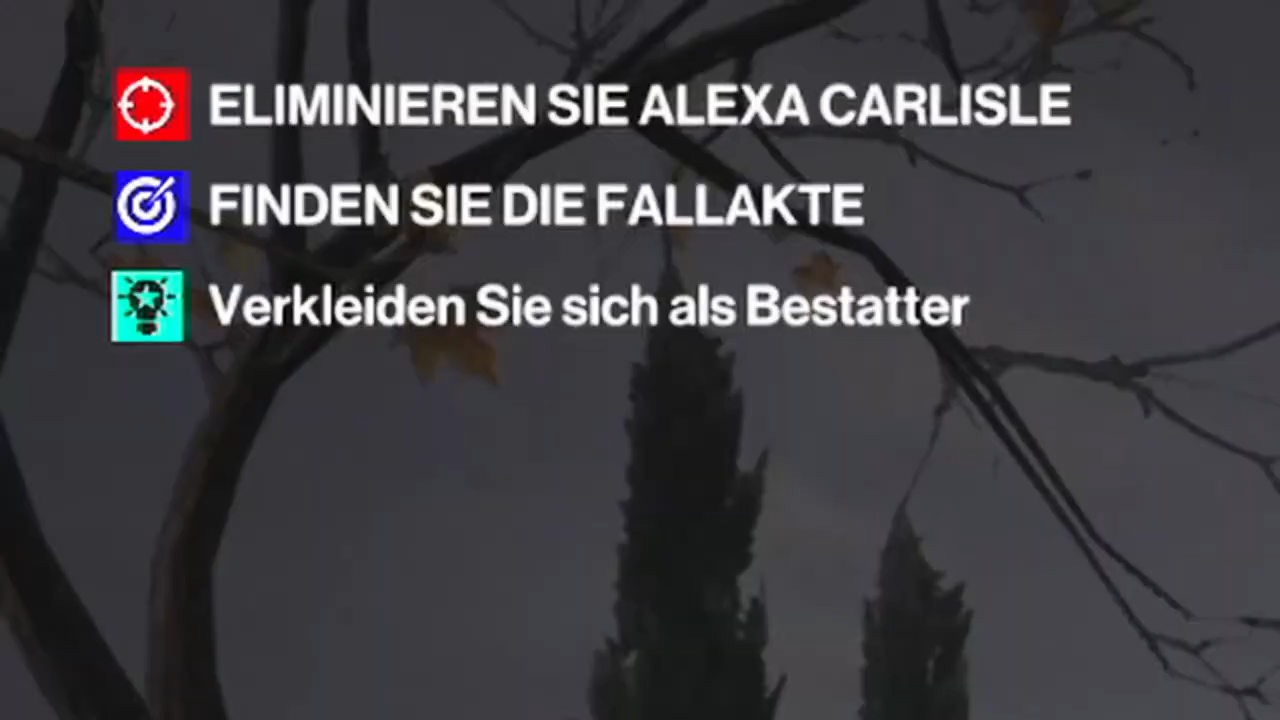 ELIMINIEREN SIE ALEXA CARLISLE
FINDEN SIE DIE FALLAKTE
Verkleiden Sie sich als Bestatter